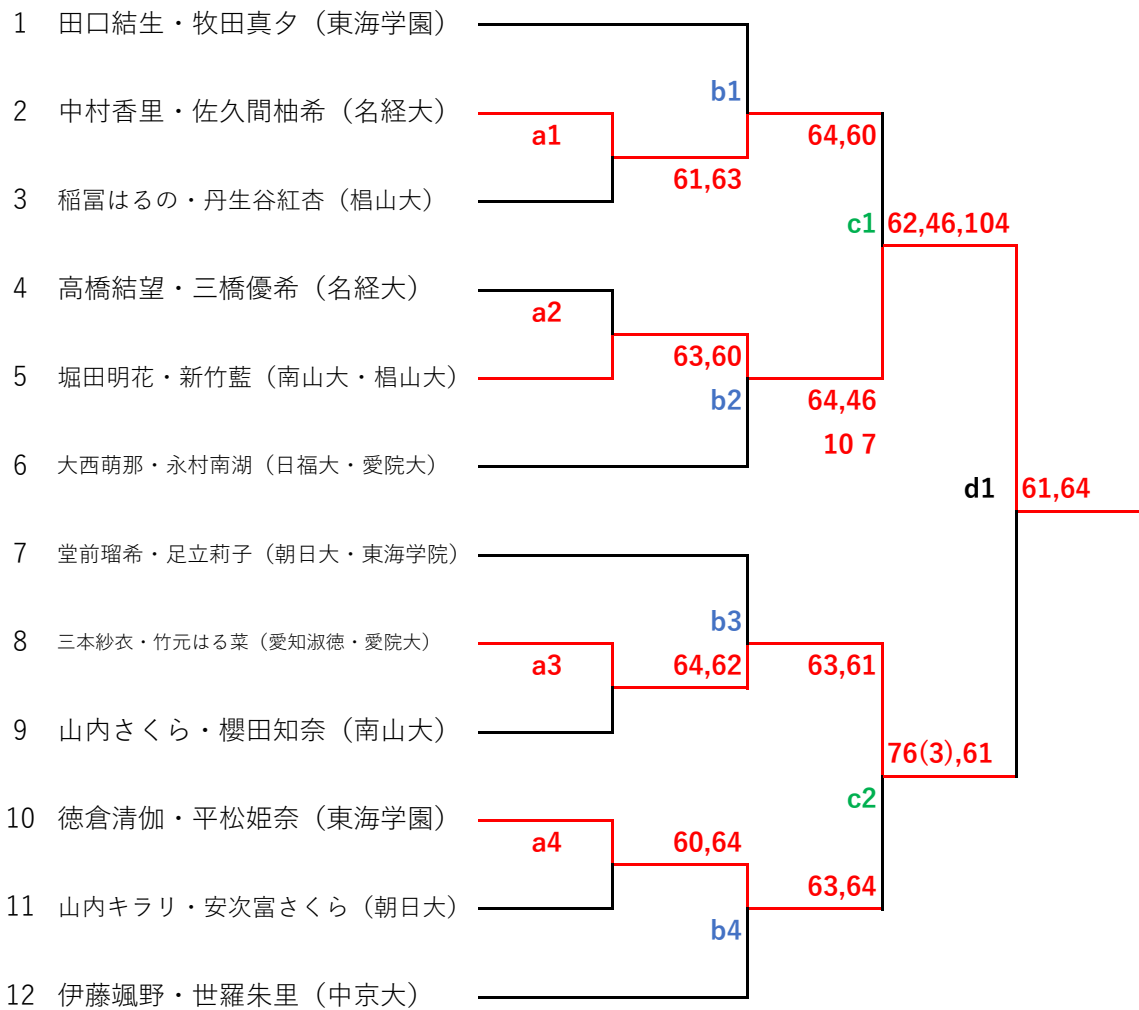 1 田口結生・牧田真夕（東海学園）
b1
2 中村香里・佐久間柚希（名経大）
a1
64,60
61,63
3 稲冨はるの・丹生谷紅杏（椙山大）
c1 62,46,104
4 高橋結望・三橋優希（名経大）
a2
63,60
5 堀田明花・新竹藍（南山大・椙山大）
b2
64,46
10 7
6 大西萌那・永村南湖（日福大・愛院大）
d1 61,64
7 堂前瑠希・足立莉子（朝日大・東海学院）
b3
8 三本紗衣・竹元はる菜（愛知淑徳・愛院大）
a3
64,62
63,61
9 山内さくら・櫻田知奈（南山大）
76(3),61
c2
10 徳倉清伽・平松姫奈（東海学園）
a4
60,64
63,64
11 山内キラリ・安次富さくら（朝日大）
b4
12 伊藤颯野・世羅朱里（中京大）